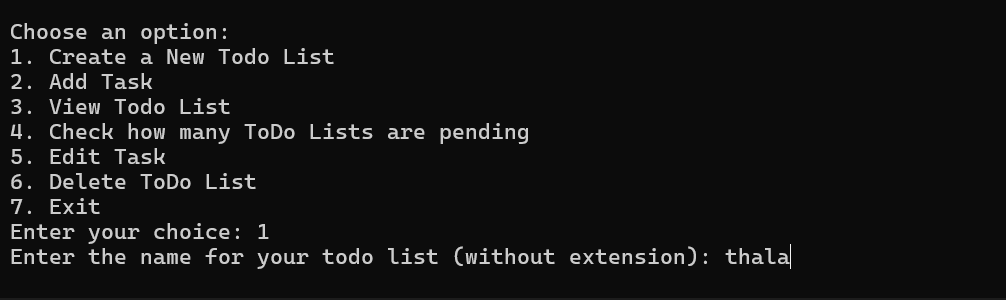 Choose an option:
1. Create a New Todo List
2. Add Task
3. View Todo List
4. Check how many ToDo Lists are pending
5. Edit Task
6. Delete ToDo List
7. Exit
Enter your choice: 1
Enter the name for your todo list (without extension): thala